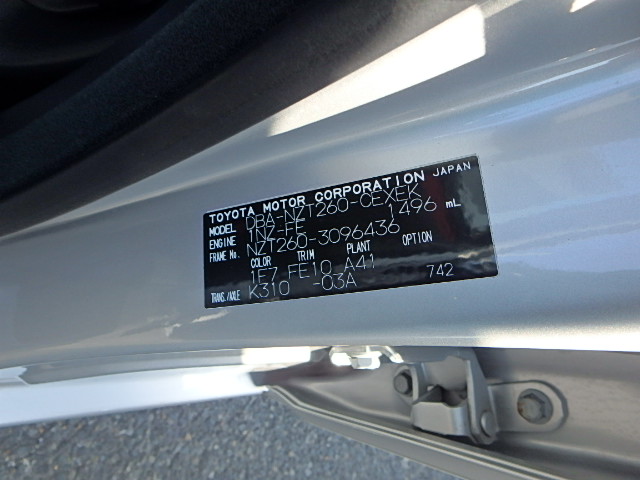 TOYOTA MOTOR CORPORATION JAPAN
MODEL DBA-NZT260-CEXEK
ENGINE 1NZ-FE 1496 mL
FRAME No. NZT260-3096436
COLOR TRIM PLANT OPTION
1F7 FE10 A41
TRANS./AXLE K310 -03A 742